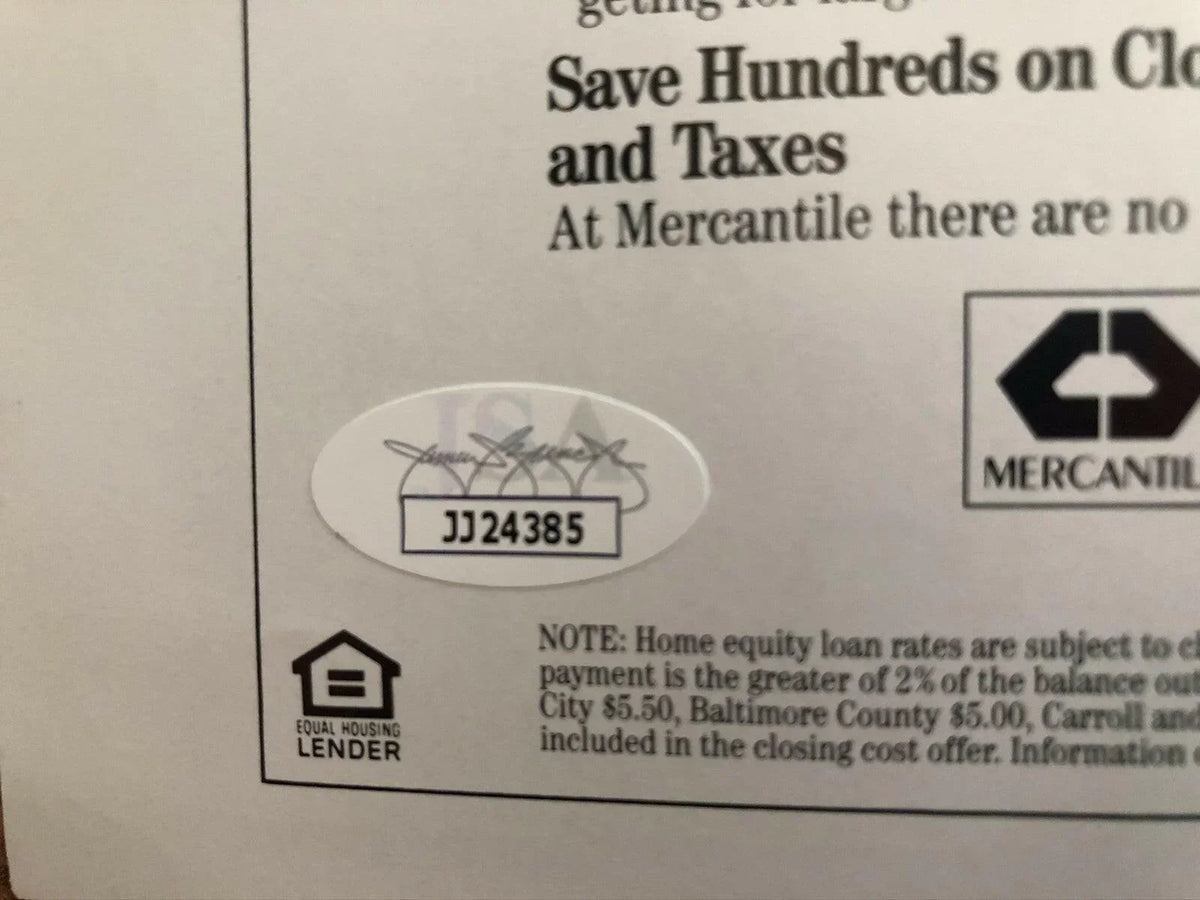 Save Hundreds on Clo
and Taxes
At Mercantile there are no
MERCANTIL
JSA
JJ24385
EQUAL HOUSING
LENDER
NOTE: Home equity loan rates are subject to c
payment is the greater of 2% of the balance out
City $5.50, Baltimore County $5.00, Carroll and
included in the closing cost offer. Information